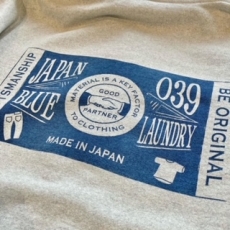 SMANSHIP
JAPAN
BLUE
MATERIAL IS A KEY FACTOR
TO CLOTHING
GOOD
PARTNER
039
LAUNDRY
MADE IN JAPAN
BE ORIGINAL